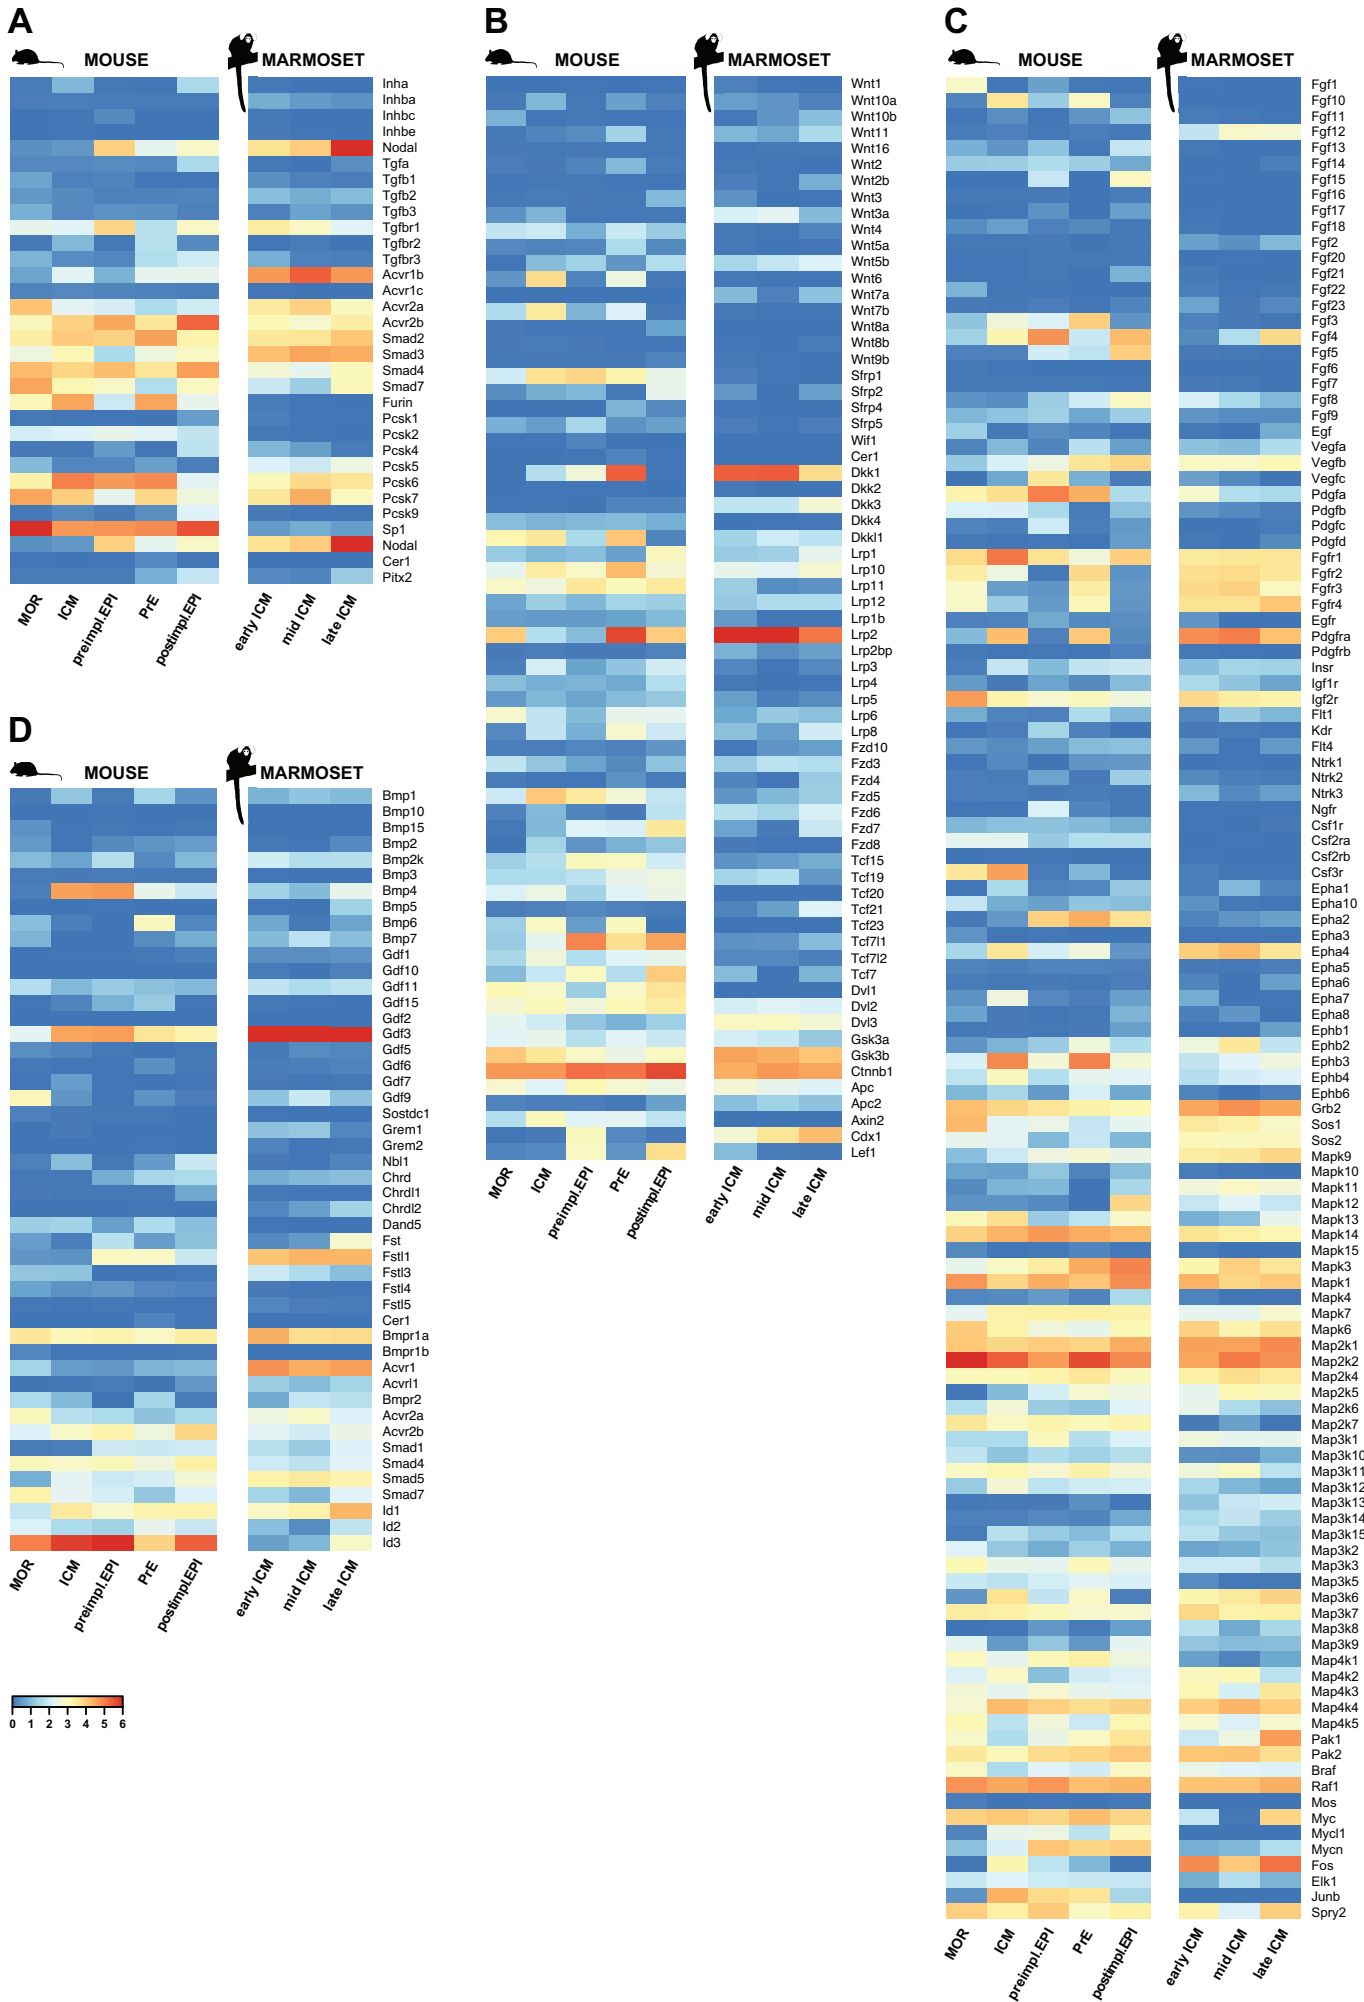 A
MOUSE
MARMOSET
Inha
Inhba
Inhbc
Inhbe
Nodal
Tgfa
Tgfb1
Tgfb2
Tgfb3
Tgfbr1
Tgfbr2
Tgfbr3
Acvr1b
Acvr1c
Acvr2a
Acvr2b
Smad2
Smad3
Smad4
Smad7
Furin
Pcsk1
Pcsk2
Pcsk4
Pcsk5
Pcsk6
Pcsk7
Pcsk9
Sp1
Nodal
Cer1
Pitx2
MOR
ICM
preimpl.EPI
PrE
postimpl.EPI
early ICM
mid ICM
late ICM
B
MOUSE
MARMOSET
Wnt1
Wnt10a
Wnt10b
Wnt11
Wnt16
Wnt2
Wnt2b
Wnt3
Wnt3a
Wnt4
Wnt5a
Wnt5b
Wnt6
Wnt7a
Wnt7b
Wnt8a
Wnt8b
Wnt9b
Sfrp1
Sfrp2
Sfrp4
Sfrp5
Wif1
Cer1
Dkk1
Dkk2
Dkk3
Dkk4
Dkkl1
Lrp1
Lrp10
Lrp11
Lrp12
Lrp1b
Lrp2
Lrp2bp
Lrp3
Lrp4
Lrp5
Lrp6
Lrp8
Fzd10
Fzd3
Fzd4
Fzd5
Fzd6
Fzd7
Fzd8
Tcf15
Tcf19
Tcf20
Tcf21
Tcf23
Tcf7l1
Tcf7l2
Tcf7
Dvl1
Dvl2
Dvl3
Gsk3a
Gsk3b
Ctnnb1
Apc
Apc2
Axin2
Cdx1
Lef1
MOR
ICM
preimpl.EPI
PrE
postimpl.EPI
early ICM
mid ICM
late ICM
C
MOUSE
MARMOSET
Fgf1
Fgf10
Fgf11
Fgf12
Fgf13
Fgf14
Fgf15
Fgf16
Fgf17
Fgf18
Fgf2
Fgf20
Fgf21
Fgf22
Fgf23
Fgf3
Fgf4
Fgf5
Fgf6
Fgf7
Fgf8
Fgf9
Egf
Vegfa
Vegfb
Vegfc
Pdgfa
Pdgfb
Pdgfc
Pdgfd
Fgfr1
Fgfr2
Fgfr3
Fgfr4
Egfr
Pdgfra
Pdgfrb
Insr
Igf1r
Igf2r
Flt1
Kdr
Flt4
Ntrk1
Ntrk2
Ntrk3
Ngfr
Csf1r
Csf2ra
Csf2rb
Csf3r
Epha1
Epha10
Epha2
Epha3
Epha4
Epha5
Epha6
Epha7
Epha8
Ephb1
Ephb2
Ephb3
Ephb4
Ephb6
Grb2
Sos1
Sos2
Mapk9
Mapk10
Mapk11
Mapk12
Mapk13
Mapk14
Mapk15
Mapk3
Mapk1
Mapk4
Mapk7
Mapk6
Map2k1
Map2k2
Map2k4
Map2k5
Map2k6
Map2k7
Map3k1
Map3k10
Map3k11
Map3k12
Map3k13
Map3k14
Map3k15
Map3k2
Map3k3
Map3k5
Map3k6
Map3k7
Map3k8
Map3k9
Map4k1
Map4k2
Map4k3
Map4k4
Map4k5
Pak1
Pak2
Braf
Raf1
Mos
Myc
Mycl1
Mycn
Fos
Elk1
Junb
Spry2
MOR
ICM
preimpl.EPI
PrE
postimpl.EPI
early ICM
mid ICM
late ICM
D
MOUSE
MARMOSET
Bmp1
Bmp10
Bmp15
Bmp2
Bmp2k
Bmp3
Bmp4
Bmp5
Bmp6
Bmp7
Gdf1
Gdf10
Gdf11
Gdf15
Gdf2
Gdf3
Gdf5
Gdf6
Gdf7
Gdf9
Sostdc1
Grem1
Grem2
Nbl1
Chrd
Chrdl1
Chrdl2
Dand5
Fst
Fstl1
Fstl3
Fstl4
Fstl5
Cer1
Bmpr1a
Bmpr1b
Acvr1
Acvrl1
Bmpr2
Acvr2a
Acvr2b
Smad1
Smad4
Smad5
Smad7
Id1
Id2
Id3
MOR
ICM
preimpl.EPI
PrE
postimpl.EPI
early ICM
mid ICM
late ICM
0 1 2 3 4 5 6